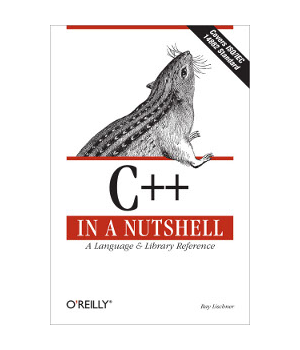 Covers ISO/IEC
14882 Standard
C++
IN A NUTSHELL
A Language & Library Reference
O'REILLY®
Ray Lischner